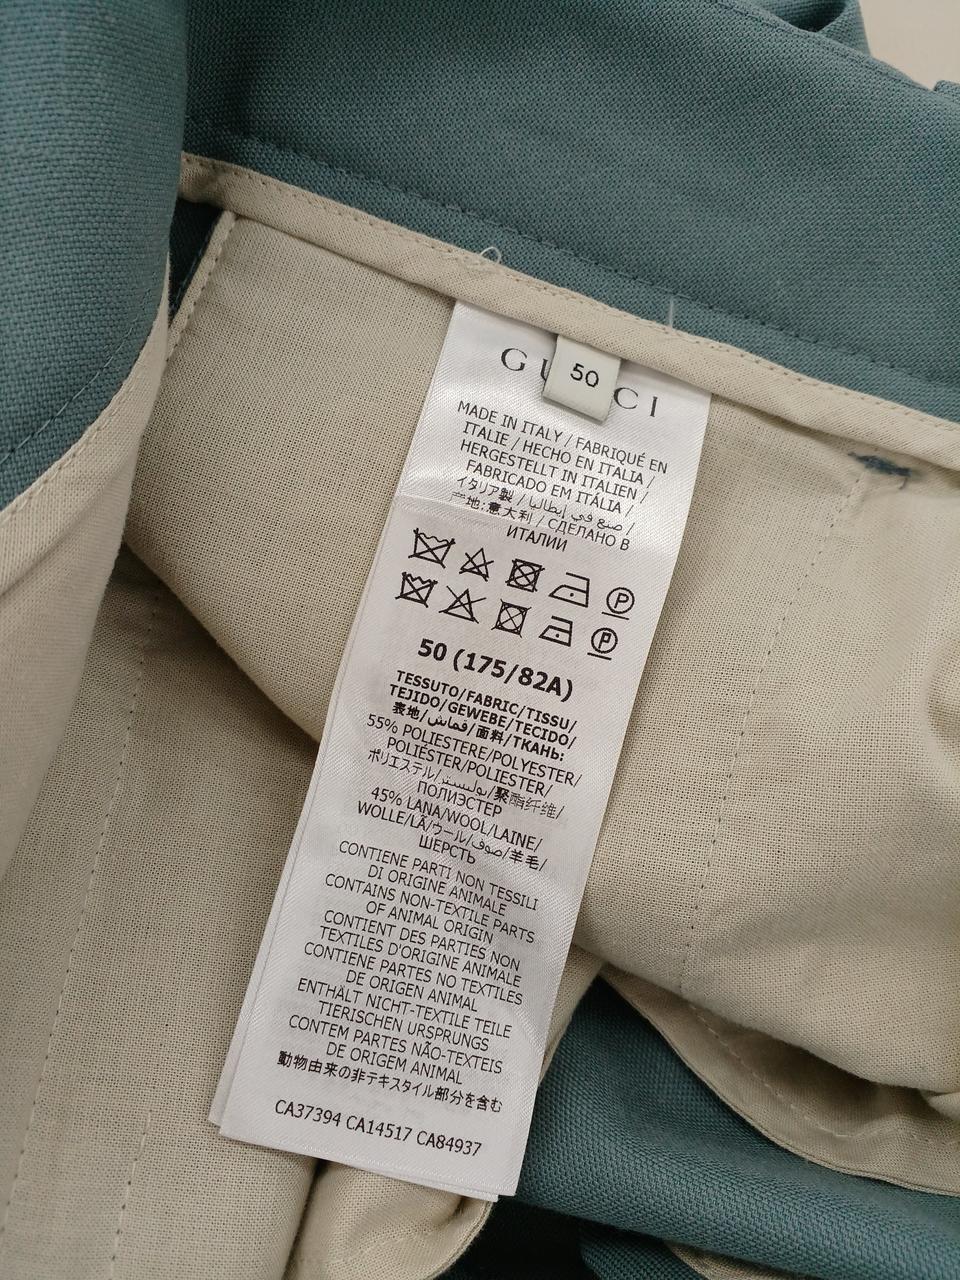 GUCCI
50
MADE IN ITALY / FABRIQUÉ EN
ITALIE / HECHO EN ITALIA /
HERGESTELLT IN ITALIEN /
FABRICADO EM ITÁLIA /
イタリア製 / صنع في إيطاليا /
产地:意大利 / СДЕЛАНО В
ИТАЛИИ
P
P
50 (175/82A)
TESSUTO/FABRIC/TISSU/
TEJIDO/GEWEBE/TECIDO/
表地/قماش/面料/ТКАНЬ:
55% POLIESTERE/POLYESTER/
POLIÉSTER/POLIESTER/
ポリエステル/بوليستر/聚酯纤维/
ПОЛИЭСТЕР
45% LANA/WOOL/LAINE/
WOLLE/LÃ/ウール/صوف/羊毛/
ШЕРСТЬ
CONTIENE PARTI NON TESSILI
DI ORIGINE ANIMALE
CONTAINS NON-TEXTILE PARTS
OF ANIMAL ORIGIN
CONTIENT DES PARTIES NON
TEXTILES D'ORIGINE ANIMALE
CONTIENE PARTES NO TEXTILES
DE ORIGEN ANIMAL
ENTHÄLT NICHT-TEXTILE TEILE
TIERISCHEN URSPRUNGS
CONTEM PARTES NÃO-TEXTEIS
DE ORIGEM ANIMAL
動物由来の非テキスタイル部分を含む
CA37394 CA14517 CA84937